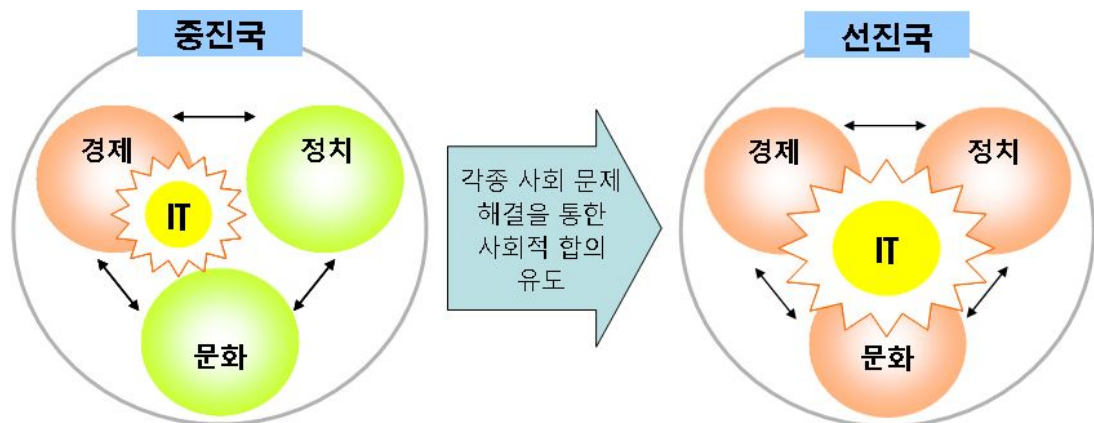 중진국
경제
정치
IT
문화
각종 사회 문제
해결을 통한
사회적 합의
유도
선진국
경제
정치
IT
문화